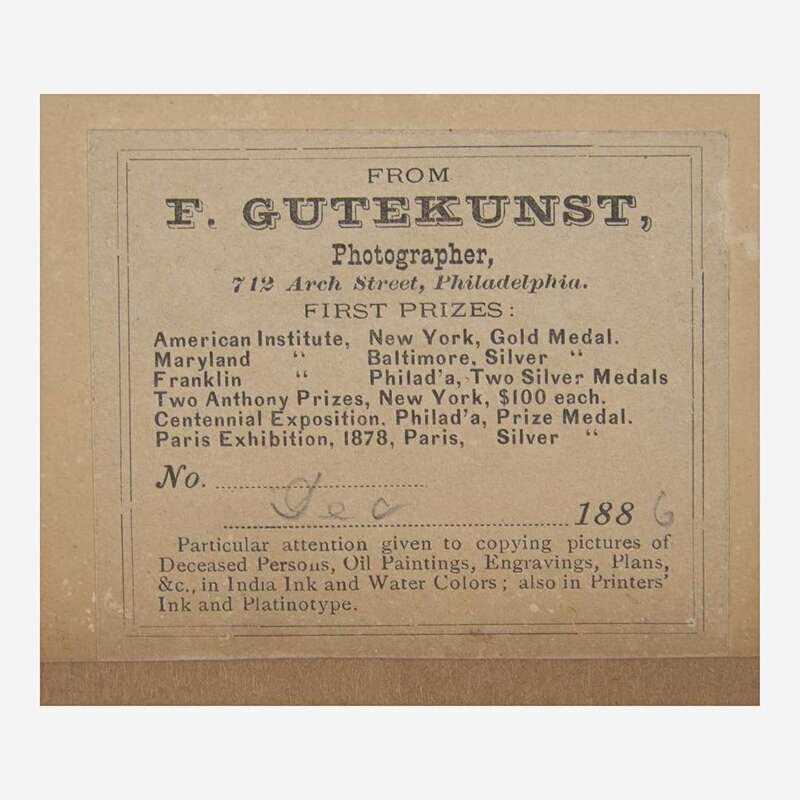 FROM
F. GUTEKUNST,
Photographer,
712 Arch Street, Philadelphia.
FIRST PRIZES:
American Institute, New York, Gold Medal.
Maryland " Baltimore, Silver "
Franklin " Philad'a, Two Silver Medals
Two Anthony Prizes, New York, $100 each.
Centennial Exposition. Philad'a, Prize Medal.
Paris Exhibition, 1878, Paris, Silver "
No.
Dec 1886
Particular attention given to copying pictures of
Deceased Persons, Oil Paintings, Engravings, Plans,
&c., in India Ink and Water Colors; also in Printers'
Ink and Platinotype.